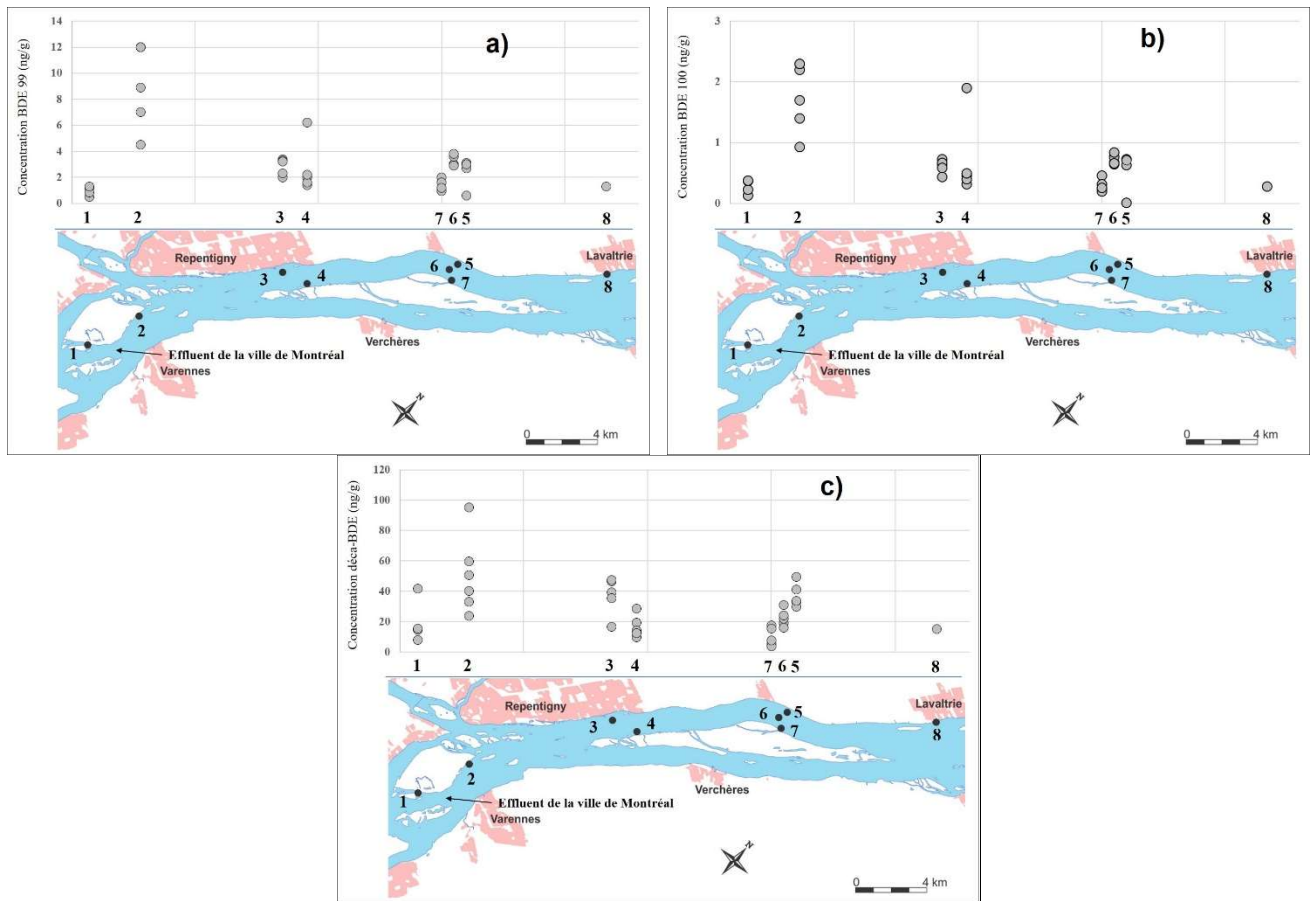 a)
Concentration BDE 99 (ng/g)
14
12
10
8
6
4
2
0
1 2 3 4 7 6 5 8
Repentigny
Lavaltrie
3 4 6 5 7 8
2
1
Effluent de la ville de Montréal
Varennes
Verchères
N
0 4 km
b)
Concentration BDE 100 (ng/g)
3
2
1
0
1 2 3 4 7 6 5 8
Repentigny
Lavaltrie
3 4 6 5 7 8
2
1
Effluent de la ville de Montréal
Varennes
Verchères
N
0 4 km
c)
Concentration déca-BDE (ng/g)
120
100
80
60
40
20
0
1 2 3 4 7 6 5 8
Repentigny
Lavaltrie
3 4 6 5 7 8
2
1
Effluent de la ville de Montréal
Varennes
Verchères
N
0 4 km